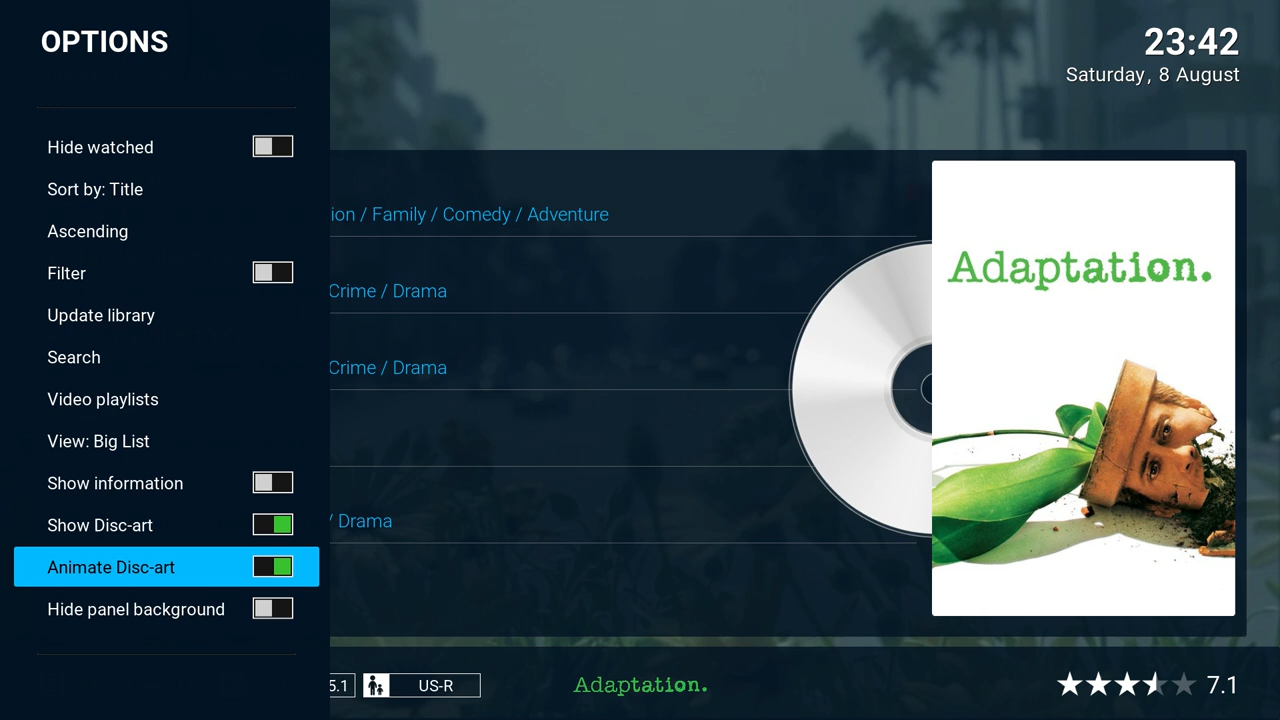 OPTIONS
23:42
Saturday, 8 August
Hide watched
Sort by: Title
Ascending
Filter
Update library
Search
Video playlists
View: Big List
Show information
Show Disc-art
Animate Disc-art
Hide panel background
/ Family / Comedy / Adventure
Crime / Drama
Crime / Drama
/ Drama
Adaptation.
5.1
US-R
Adaptation.
7.1